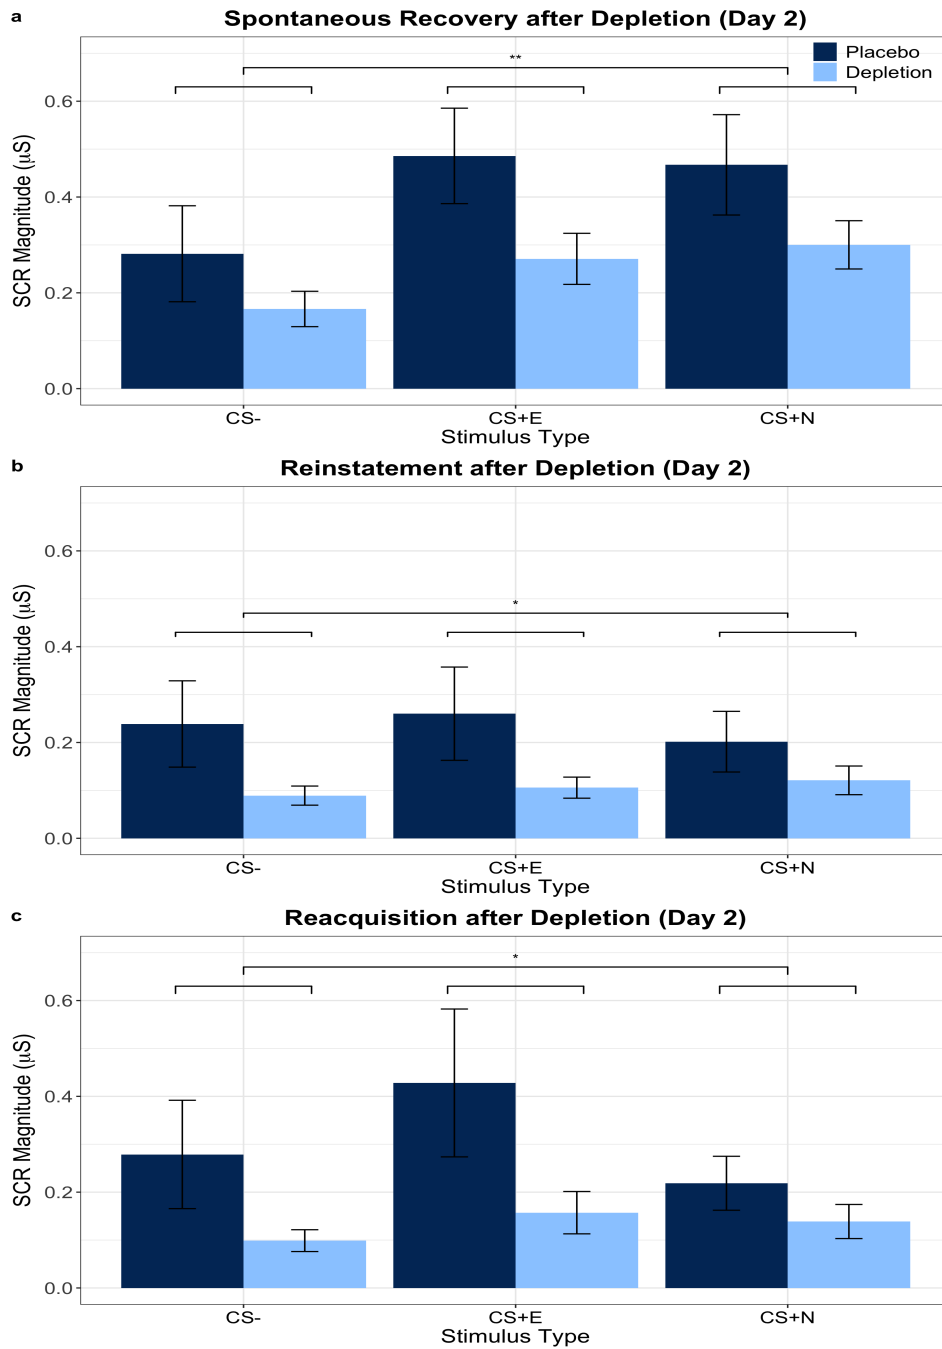 a
Spontaneous Recovery after Depletion (Day 2)
Placebo
Depletion
**
SCR Magnitude (μS)
0.6
0.4
0.2
0.0
CS-
CS+E
CS+N
Stimulus Type
b
Reinstatement after Depletion (Day 2)
*
SCR Magnitude (μS)
0.6
0.4
0.2
0.0
CS-
CS+E
CS+N
Stimulus Type
c
Reacquisition after Depletion (Day 2)
*
SCR Magnitude (μS)
0.6
0.4
0.2
0.0
CS-
CS+E
CS+N
Stimulus Type